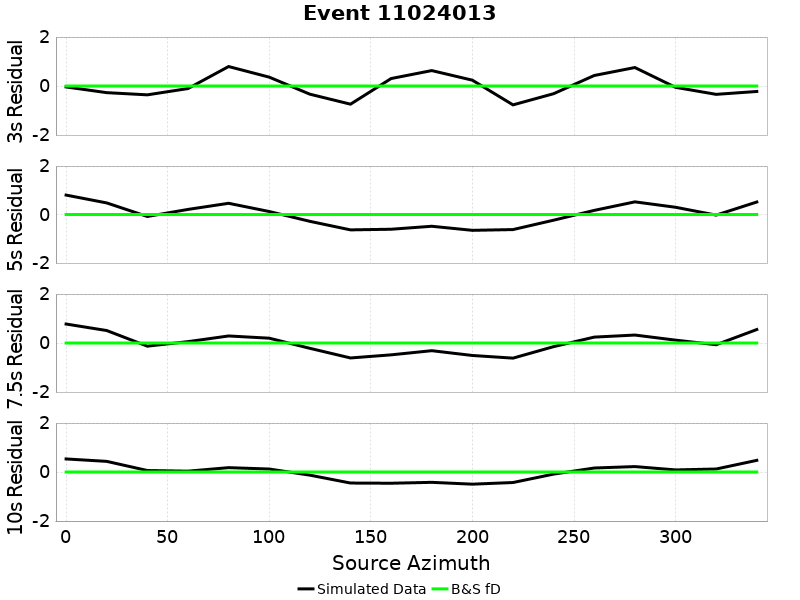 Event 11024013
3s Residual
2
0
-2
5s Residual
2
0
-2
7.5s Residual
2
0
-2
10s Residual
2
0
-2
0 50 100 150 200 250 300
Source Azimuth
Simulated Data B&S fD